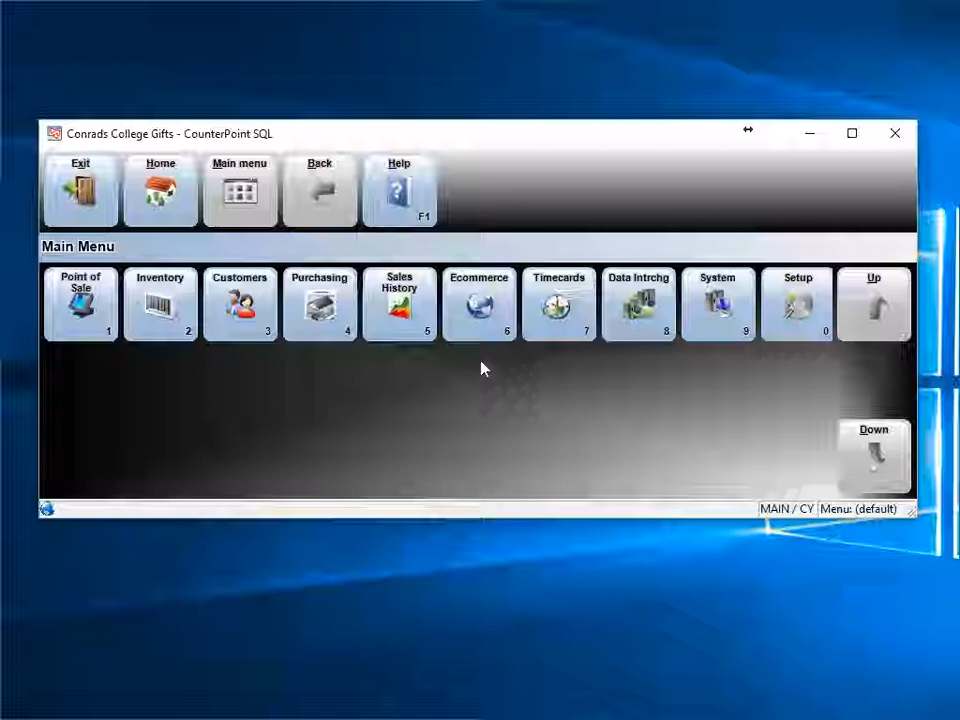 Conrads College Gifts - CounterPoint SQL
Exit Home Main menu Back Help
F1
Main Menu
Point of Sale Inventory Customers Purchasing Sales History Ecommerce Timecards Data Intrchg System Setup Up
1 2 3 4 5 6 7 8 9 0
Down
MAIN / CY Menu: (default)